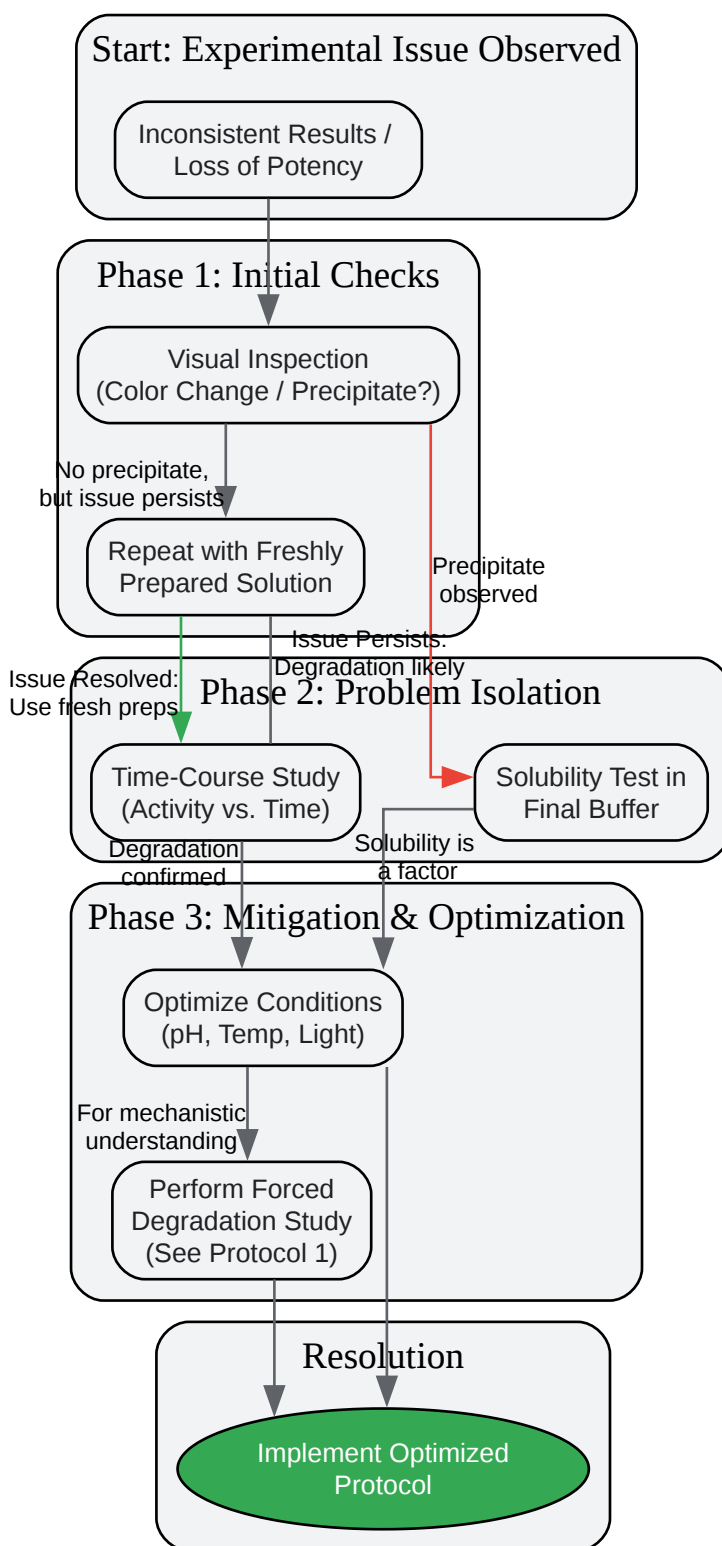 Start: Experimental Issue Observed
Inconsistent Results /
Loss of Potency
Phase 1: Initial Checks
Visual Inspection
(Color Change / Precipitate?)
No precipitate,
but issue persists
Repeat with Freshly
Prepared Solution
Precipitate
observed
Issue Persists:
Degradation likely
Issue Resolved:
Use fresh preps
Phase 2: Problem Isolation
Time-Course Study
(Activity vs. Time)
Solubility Test in
Final Buffer
Degradation
confirmed
Solubility is
a factor
Phase 3: Mitigation & Optimization
Optimize Conditions
(pH, Temp, Light)
For mechanistic
understanding
Perform Forced
Degradation Study
(See Protocol 1)
Resolution
Implement Optimized
Protocol